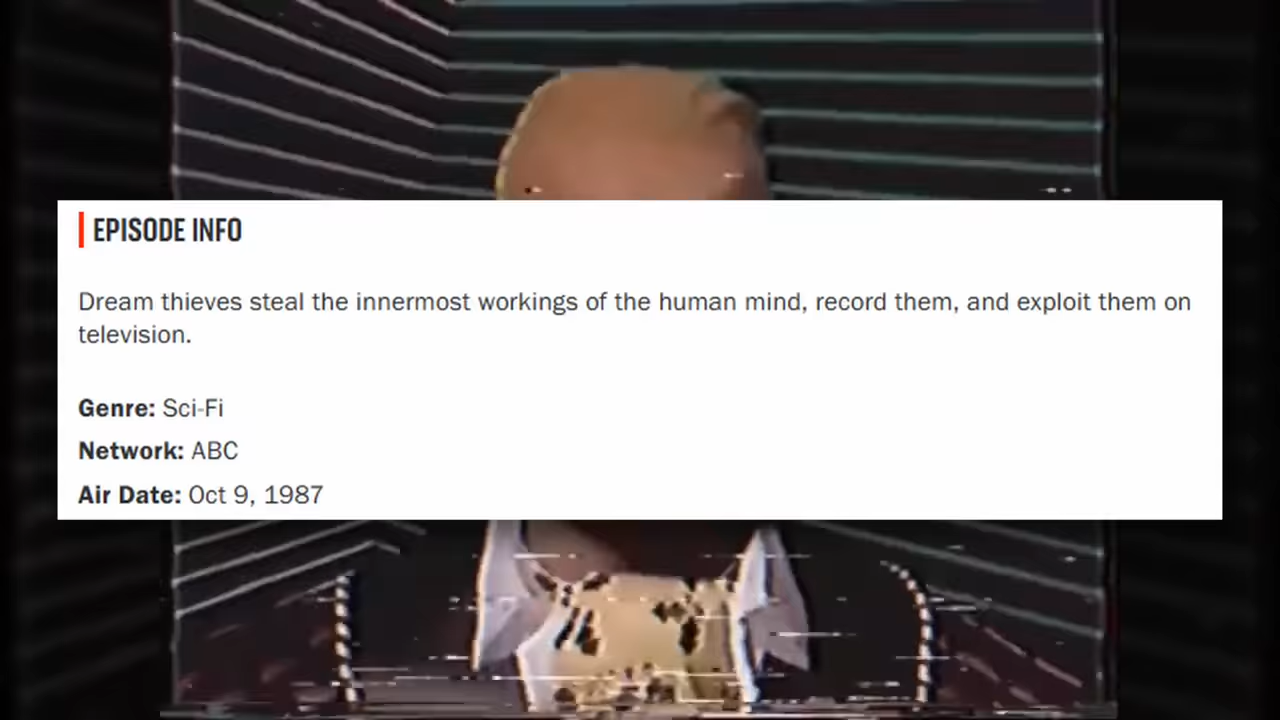 EPISODE INFO
Dream thieves steal the innermost workings of the human mind, record them, and exploit them on
television.
Genre: Sci-Fi
Network: ABC
Air Date: Oct 9, 1987